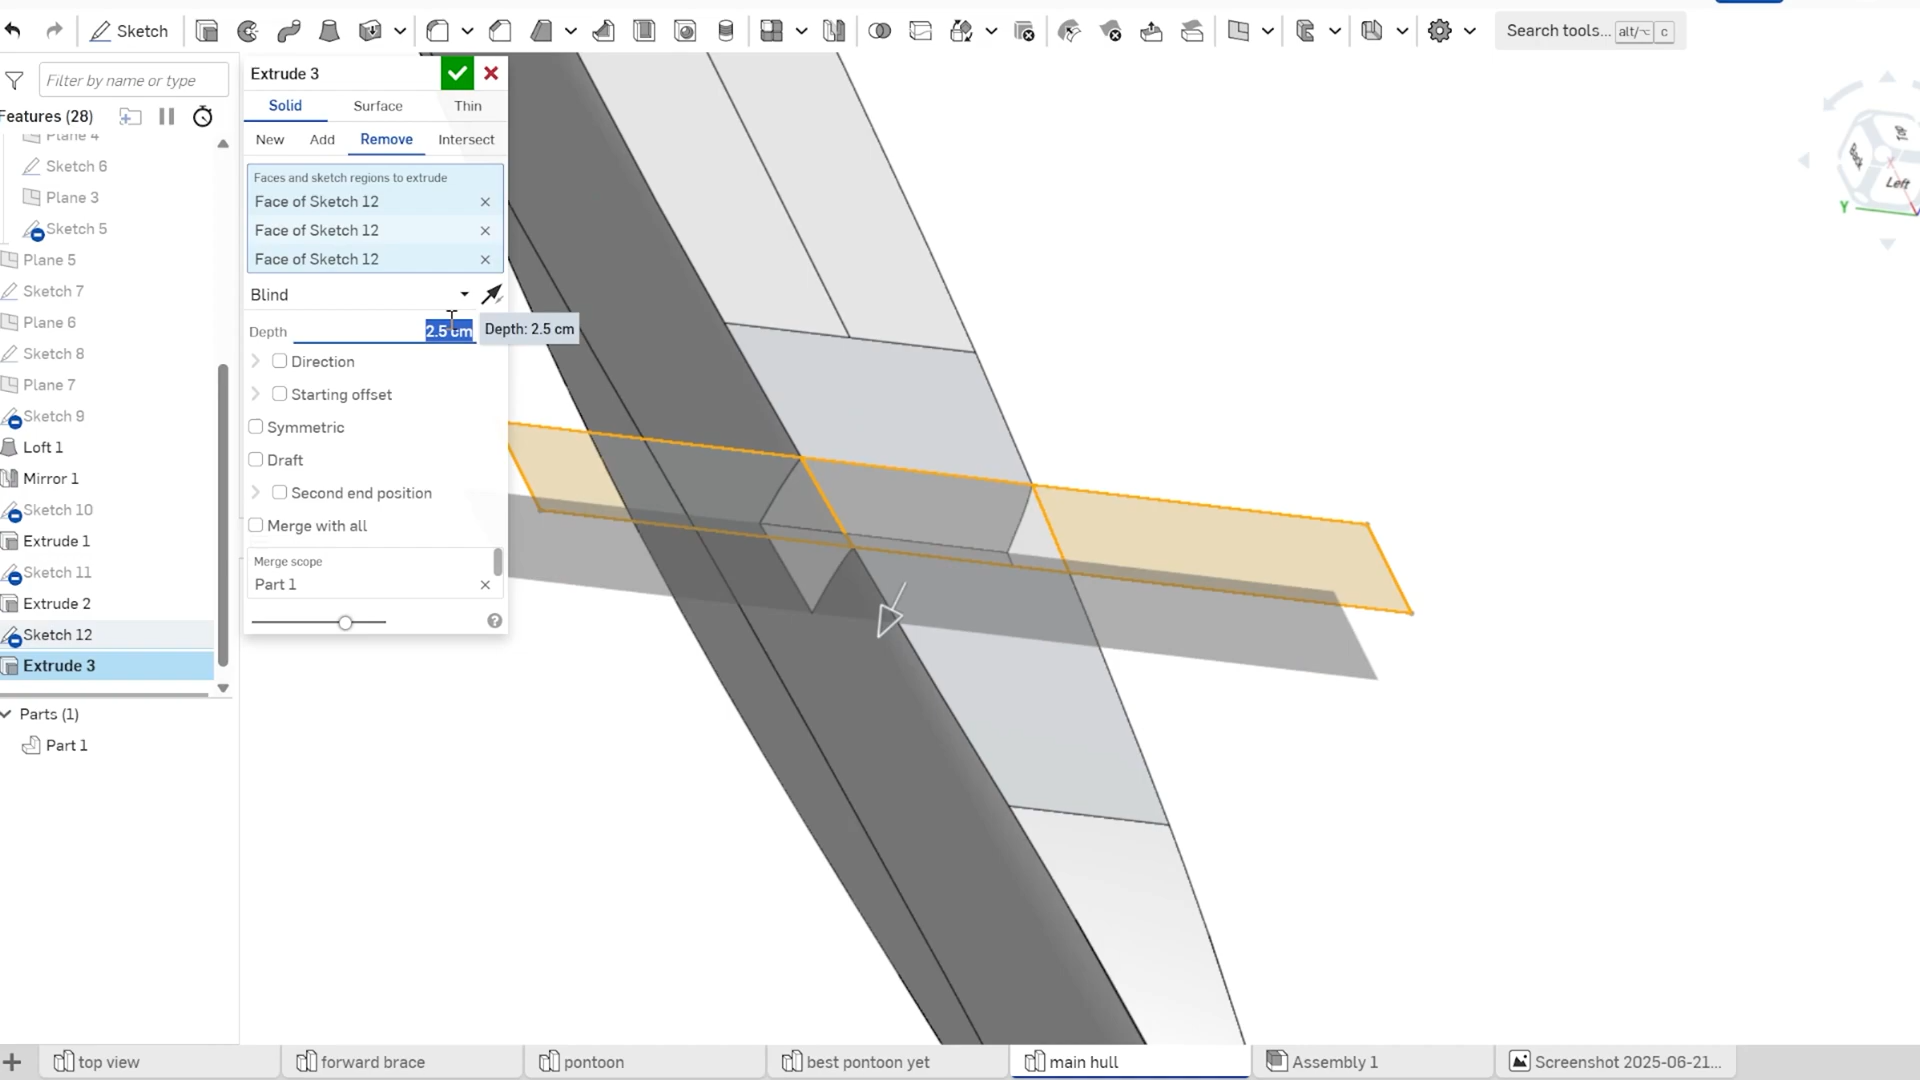 Sketch
Search tools... alt/⌥ c
Filter by name or type
Features (28)
Plane 4
Sketch 6
Plane 3
Sketch 5
Plane 5
Sketch 7
Plane 6
Sketch 8
Plane 7
Sketch 9
Loft 1
Mirror 1
Sketch 10
Extrude 1
Sketch 11
Extrude 2
Sketch 12
Extrude 3
Parts (1)
Part 1
Extrude 3
Solid Surface Thin
New Add Remove Intersect
Faces and sketch regions to extrude
Face of Sketch 12
Face of Sketch 12
Face of Sketch 12
Blind
Depth 2.5 cm
Depth: 2.5 cm
Direction
Starting offset
Symmetric
Draft
Second end position
Merge with all
Merge scope
Part 1
Back
Left
Y
top view
forward brace
pontoon
best pontoon yet
main hull
Assembly 1
Screenshot 2025-06-21...